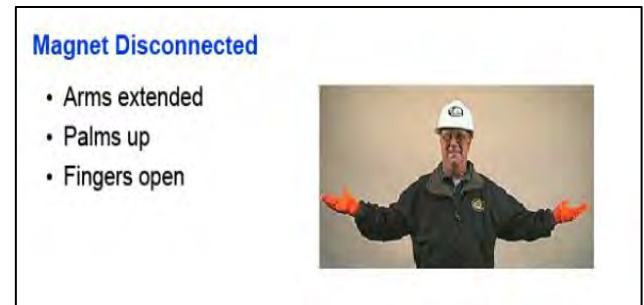 Magnet Disconnected
• Arms extended
• Palms up
• Fingers open